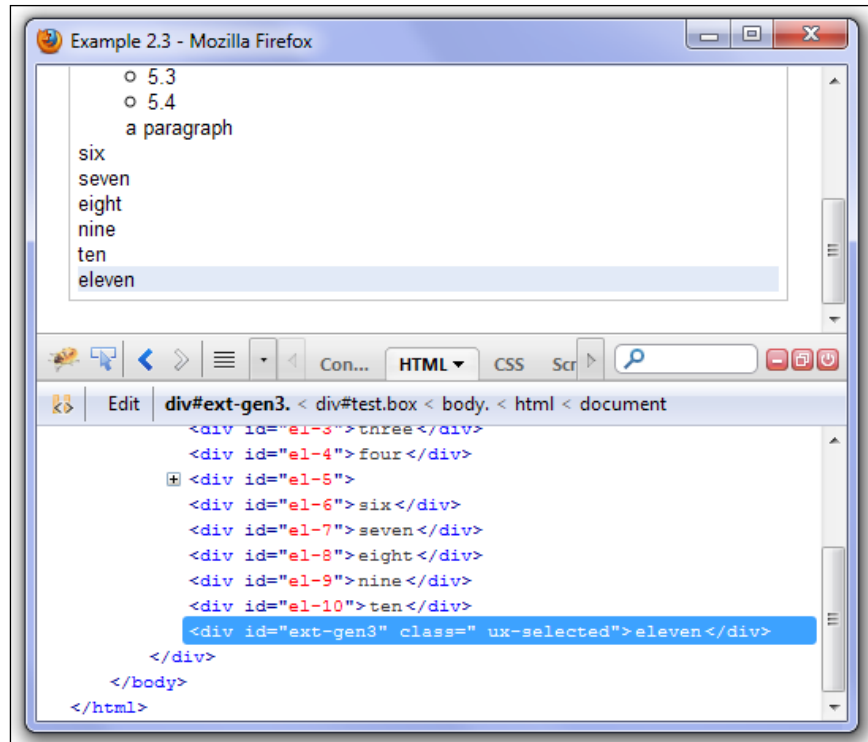 Example 2.3 - Mozilla Firefox
5.3
5.4
a paragraph
six
seven
eight
nine
ten
eleven
Con... HTML CSS Scr
Edit div#ext-gen3. < div#test.box < body. < html < document
<div id="el-3">three</div>
<div id="el-4">four</div>
<div id="el-5">
<div id="el-6">six</div>
<div id="el-7">seven</div>
<div id="el-8">eight</div>
<div id="el-9">nine</div>
<div id="el-10">ten</div>
<div id="ext-gen3" class=" ux-selected">eleven</div>
</div>
</body>
</html>